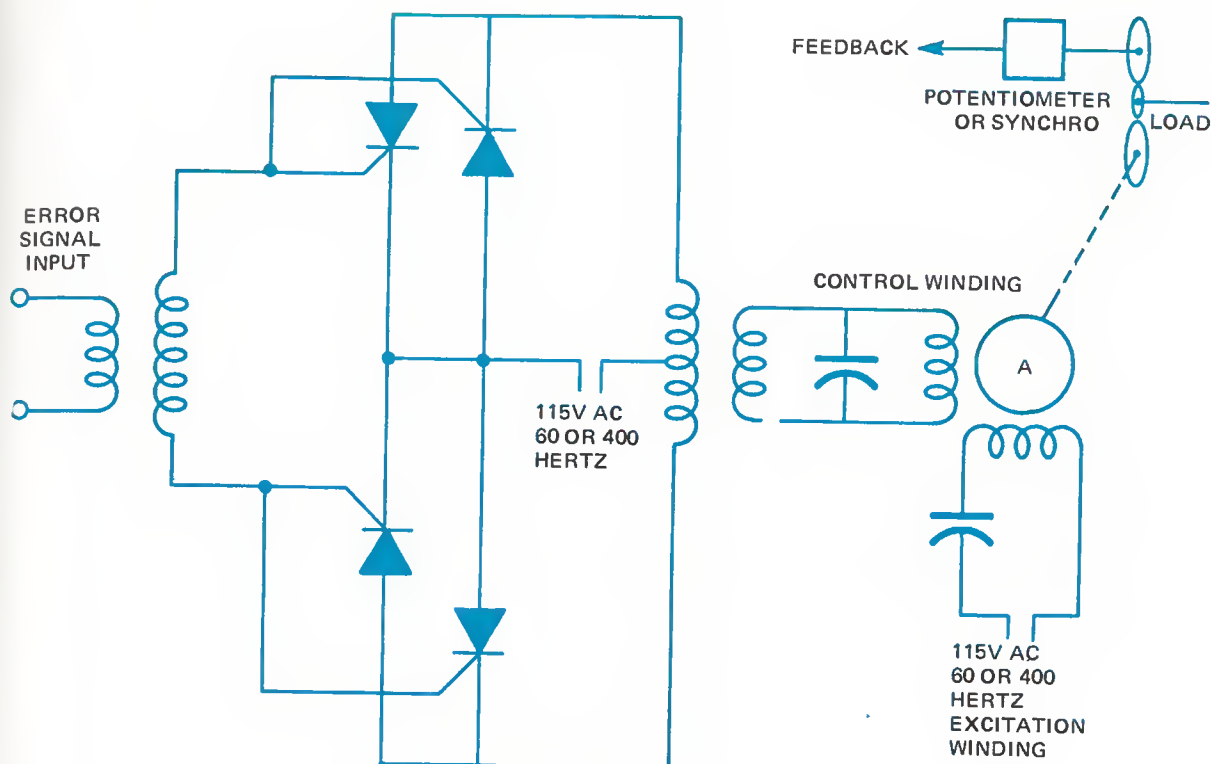 FEEDBACK
POTENTIOMETER
OR SYNCHRO
LOAD
ERROR
SIGNAL
INPUT
CONTROL WINDING
A
115V AC
60 OR 400
HERTZ
115V AC
60 OR 400
HERTZ
EXCITATION
WINDING